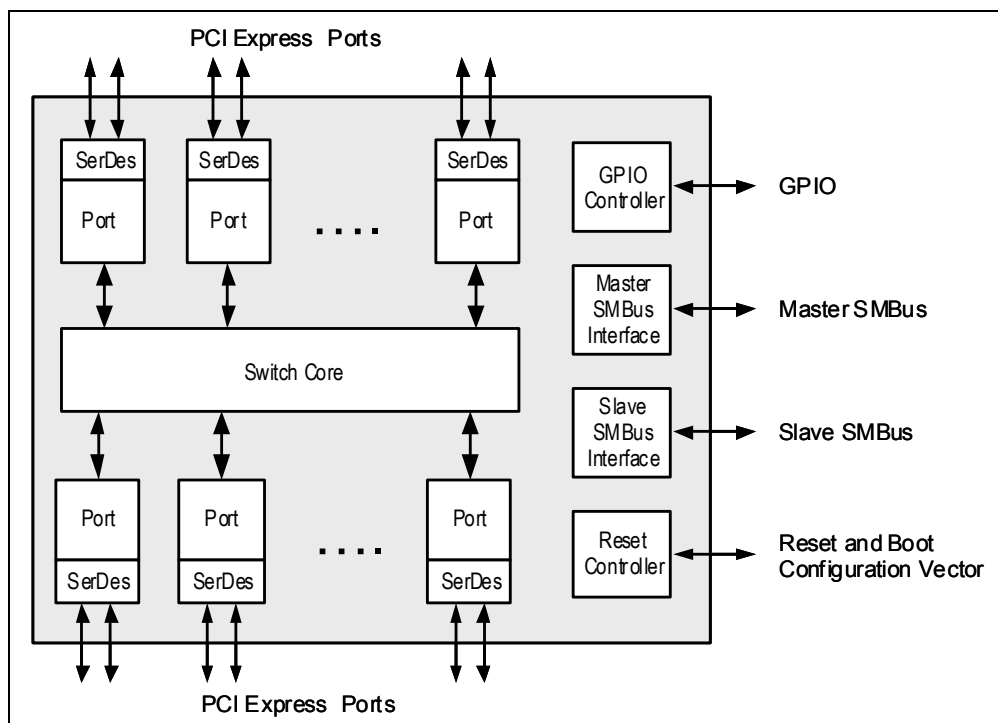 PCI Express Ports
SerDes
SerDes
SerDes
Port
Port
Port
. . . .
GPIO
Controller
GPIO
Master
SMBus
Interface
Master SMBus
Switch Core
Slave
SMBus
Interface
Slave SMBus
Port
Port
Port
. . . .
SerDes
SerDes
SerDes
Reset
Controller
Reset and Boot
Configuration Vector
PCI Express Ports